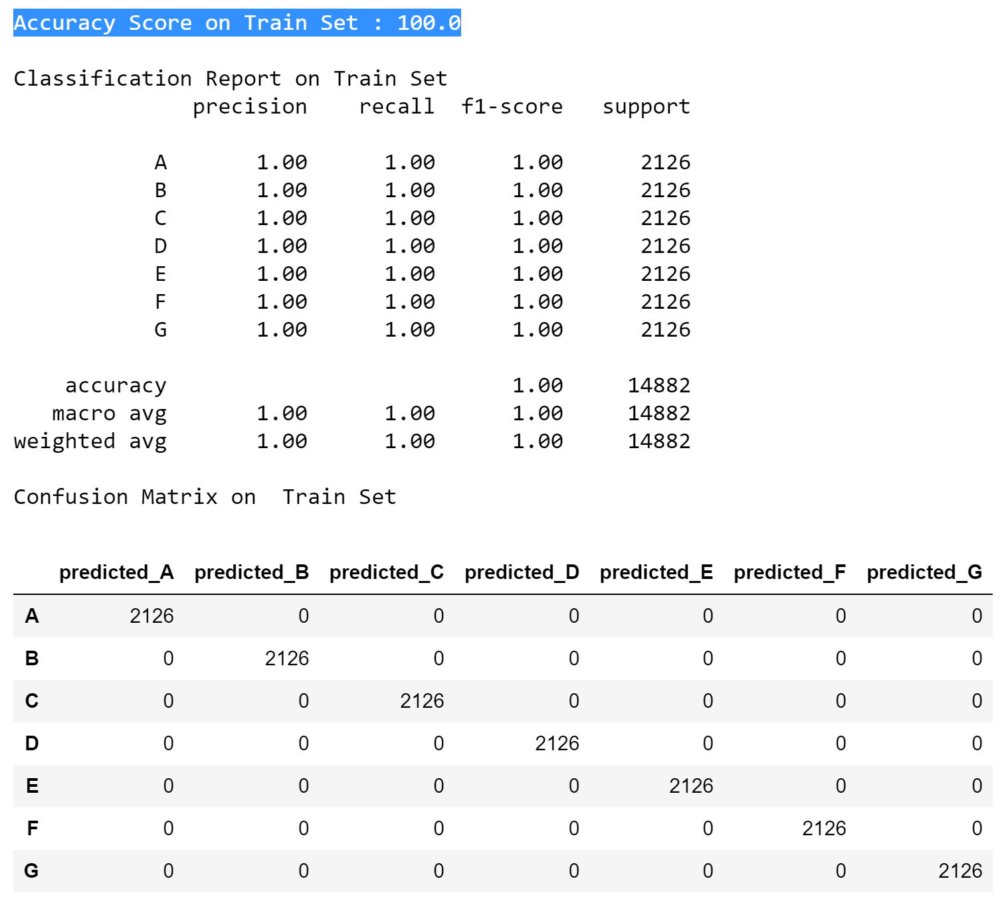 Accuracy Score on Train Set : 100.0
Classification Report on Train Set
precision recall f1-score support
A 1.00 1.00 1.00 2126
B 1.00 1.00 1.00 2126
C 1.00 1.00 1.00 2126
D 1.00 1.00 1.00 2126
E 1.00 1.00 1.00 2126
F 1.00 1.00 1.00 2126
G 1.00 1.00 1.00 2126
accuracy 1.00 14882
macro avg 1.00 1.00 1.00 14882
weighted avg 1.00 1.00 1.00 14882
Confusion Matrix on  Train Set
predicted_A predicted_B predicted_C predicted_D predicted_E predicted_F predicted_G
A 2126 0 0 0 0 0 0
B 0 2126 0 0 0 0 0
C 0 0 2126 0 0 0 0
D 0 0 0 2126 0 0 0
E 0 0 0 0 2126 0 0
F 0 0 0 0 0 2126 0
G 0 0 0 0 0 0 2126